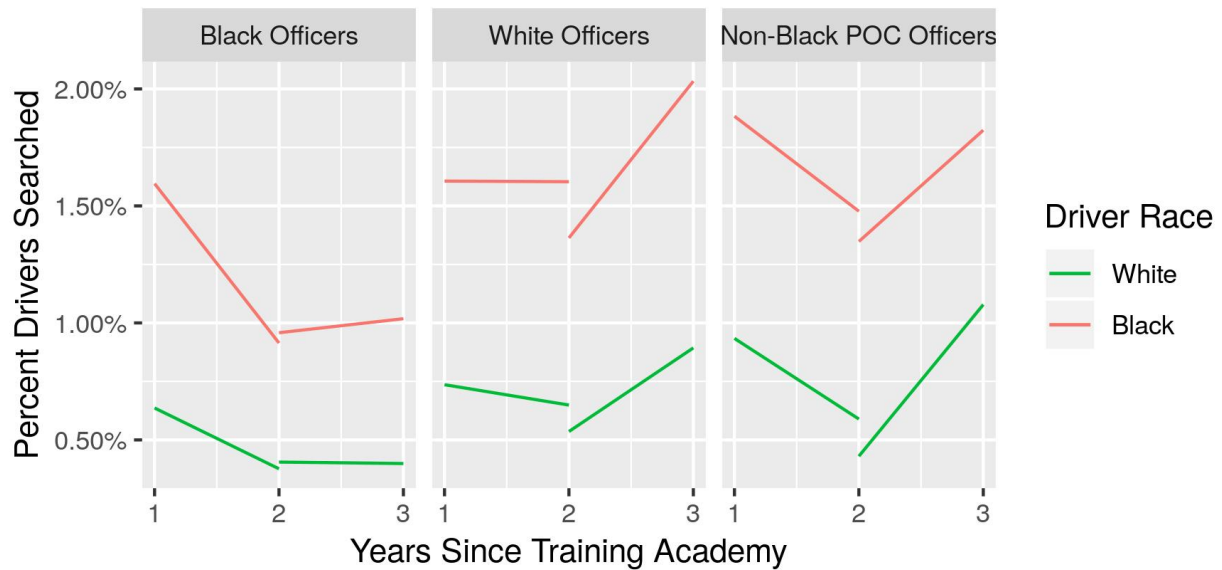 Black Officers
White Officers
Non-Black POC Officers
2.00%
1.50%
1.00%
0.50%
Percent Drivers Searched
1 2 3 1 2 3 1 2 3
Years Since Training Academy
Driver Race
White
Black